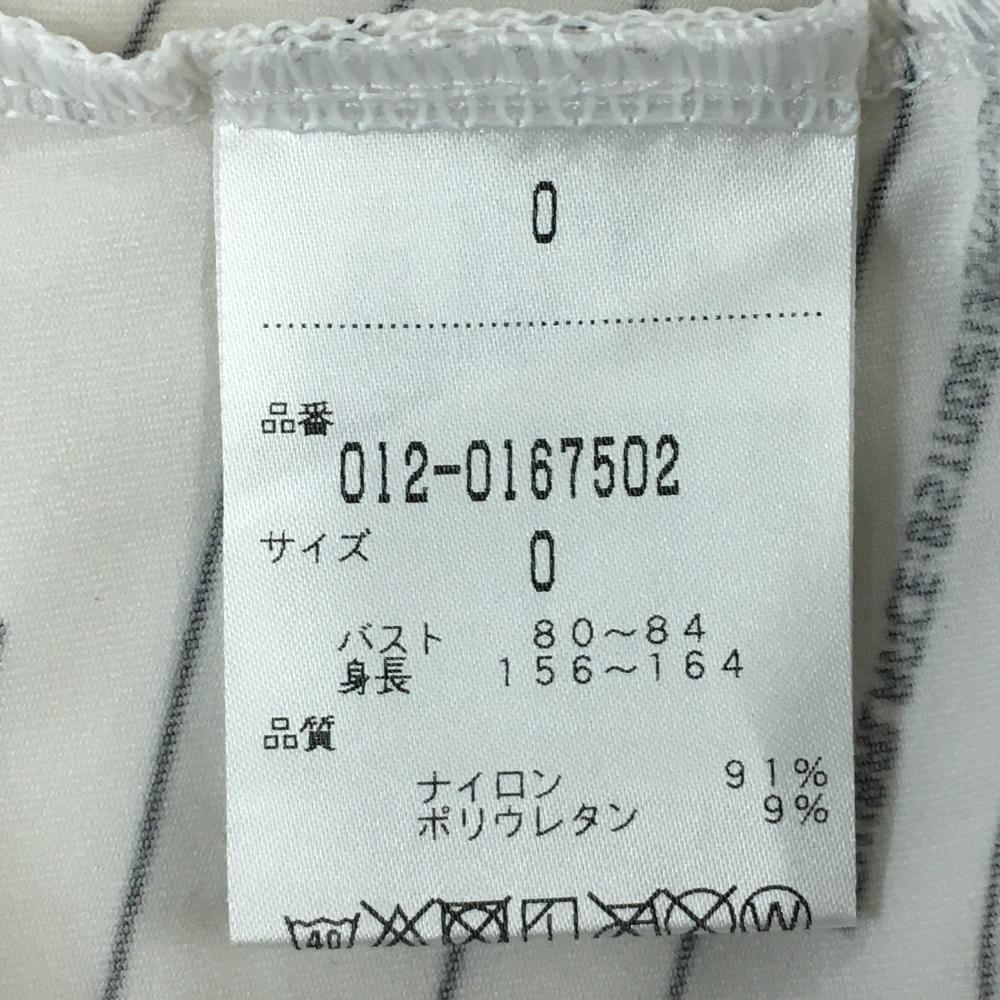 0
品番
012-0167502
サイズ 0
バスト 80～84
身長 156～164
品質
ナイロン 91%
ポリウレタン 9%
40 W